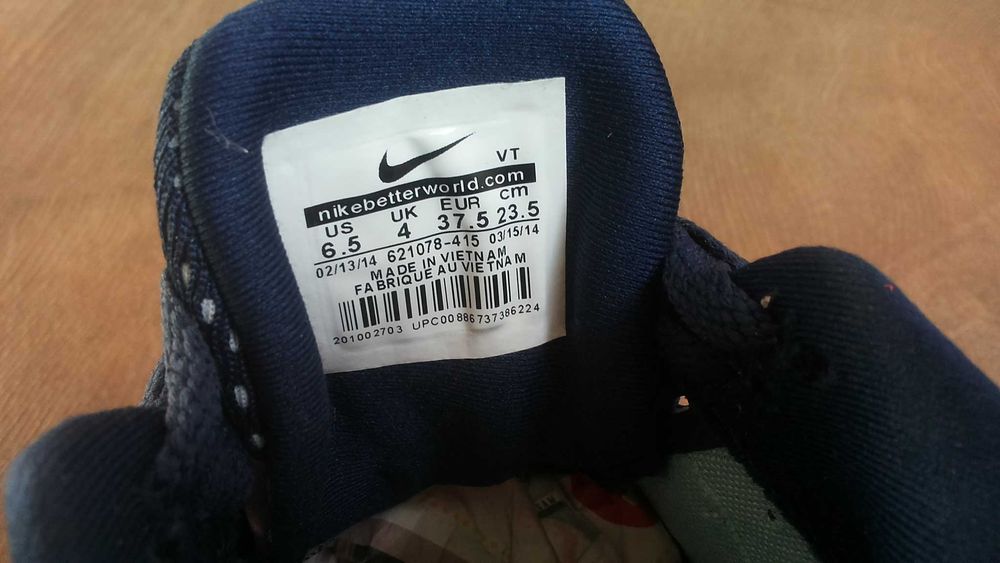 VT
nikebetterworld.com
US UK EUR cm
6.5 4 37.5 23.5
02/13/14 621078-415 03/15/14
MADE IN VIETNAM
FABRIQUE AU VIETNAM
201002703 UPC00886737386224